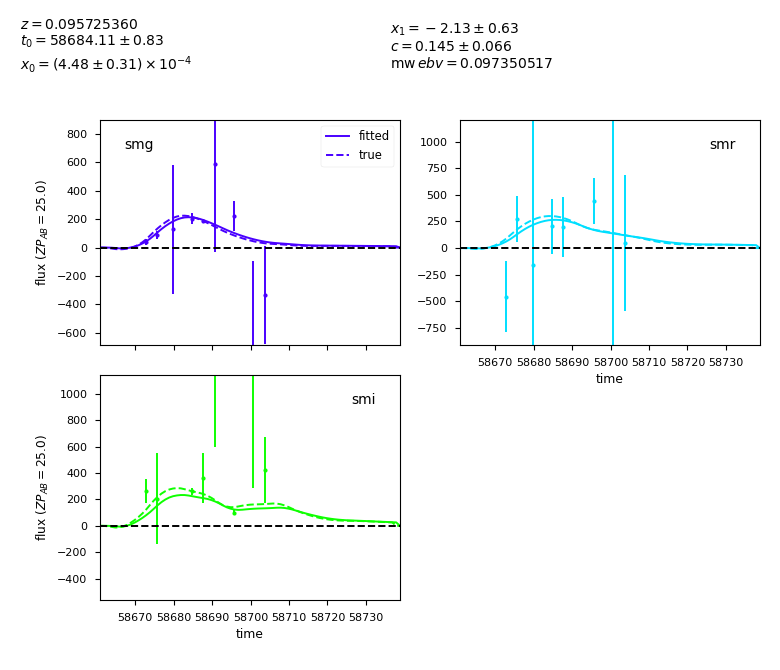 z = 0.095725360
t₀ = 58684.11 ± 0.83
x₀ = (4.48 ± 0.31) × 10⁻⁴
x₁ = −2.13 ± 0.63
c = 0.145 ± 0.066
mw ebv = 0.097350517
smg
fitted
true
800
600
400
200
0
−200
−400
−600
flux (ZP_AB = 25.0)
smr
1000
750
500
250
0
−250
−500
−750
58670 58680 58690 58700 58710 58720 58730
time
smi
1000
800
600
400
200
0
−200
−400
flux (ZP_AB = 25.0)
58670 58680 58690 58700 58710 58720 58730
time